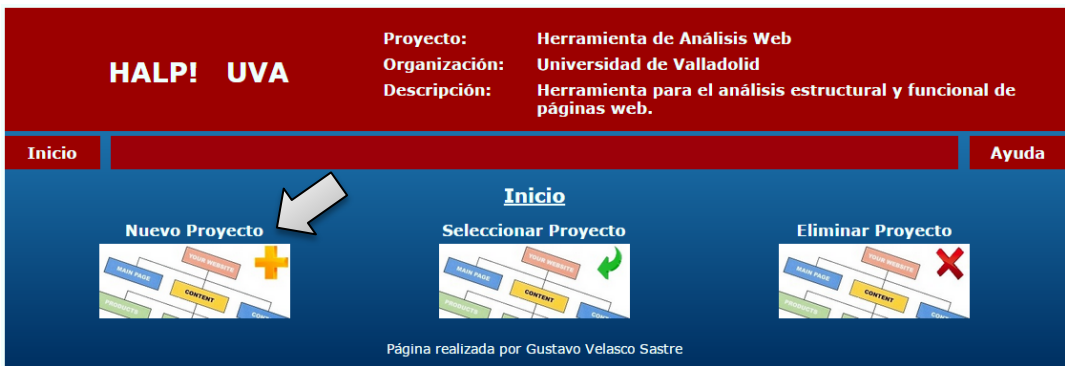 HALP! UVA
Proyecto: Herramienta de Análisis Web
Organización: Universidad de Valladolid
Descripción: Herramienta para el análisis estructural y funcional de
páginas web.
Inicio Ayuda
Inicio
Nuevo Proyecto Seleccionar Proyecto Eliminar Proyecto
YOUR WEBSITE YOUR WEBSITE YOUR WEBSITE
MAIN PAGE MAIN PAGE MAIN PAGE
CONTENT CONTENT CONTENT
PRODUCTS PRODUCTS PRODUCTS
Página realizada por Gustavo Velasco Sastre